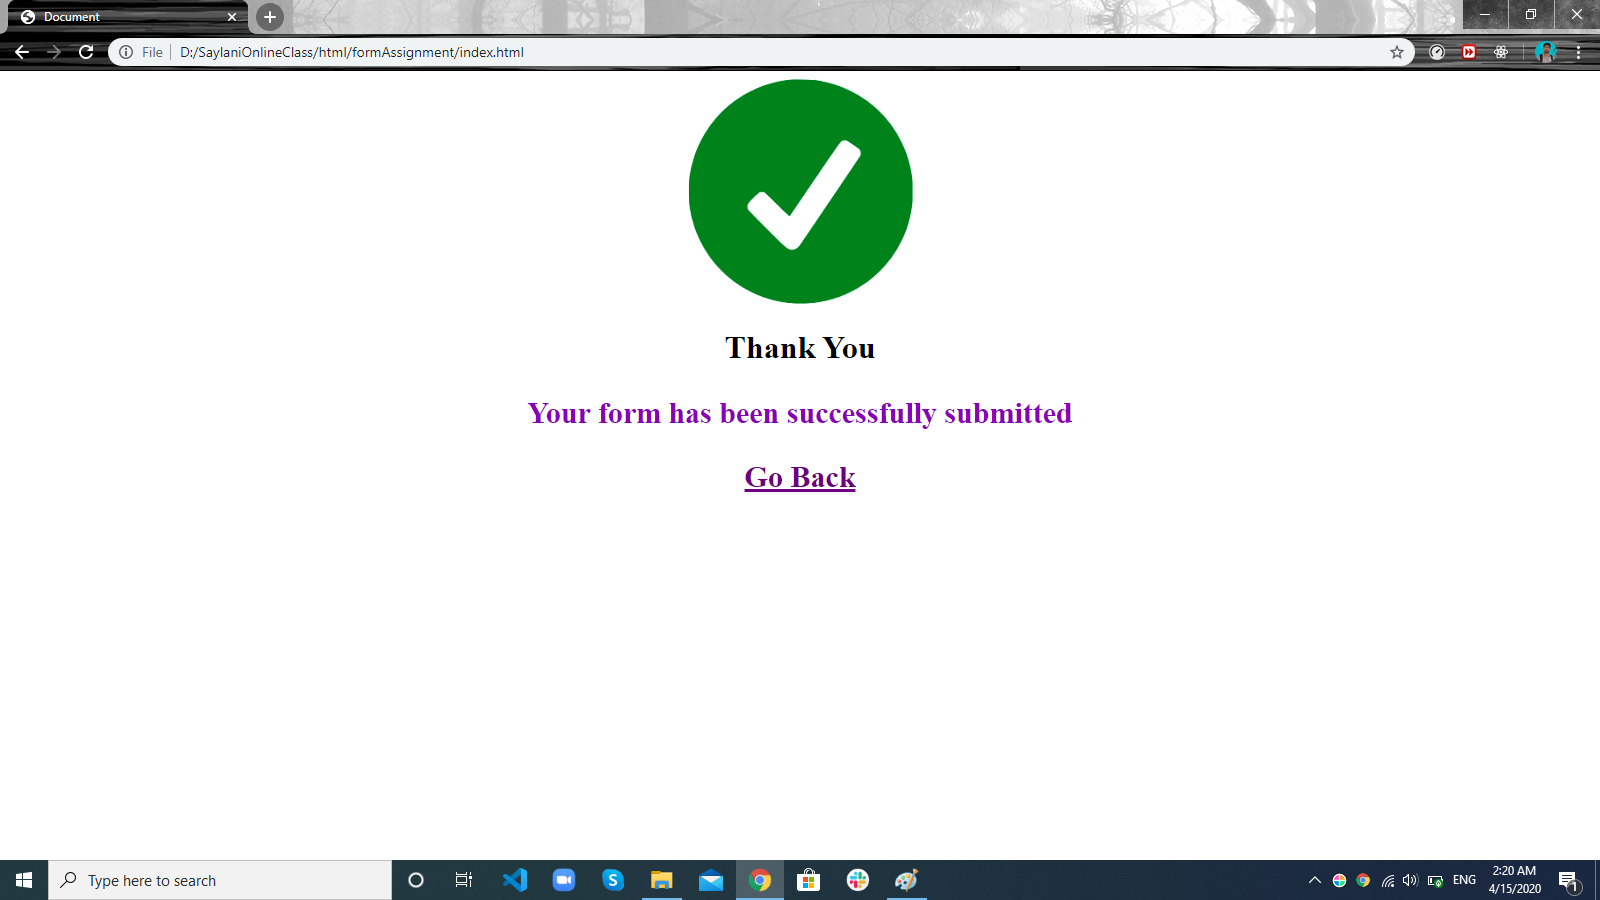 Document
File
D:/SaylaniOnlineClass/html/formAssignment/index.html
Thank You
Your form has been successfully submitted
Go Back
Type here to search
ENG
2:20 AM
4/15/2020
1